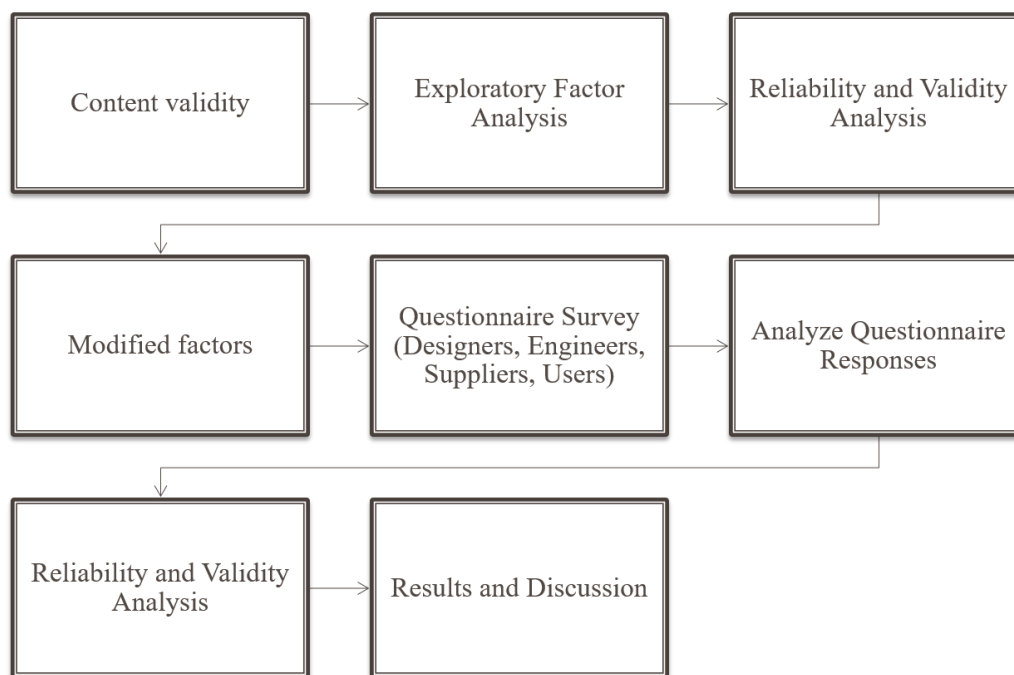 Content validity
Exploratory Factor
Analysis
Reliability and Validity
Analysis
Modified factors
Questionnaire Survey
(Designers, Engineers,
Suppliers, Users)
Analyze Questionnaire
Responses
Reliability and Validity
Analysis
Results and Discussion